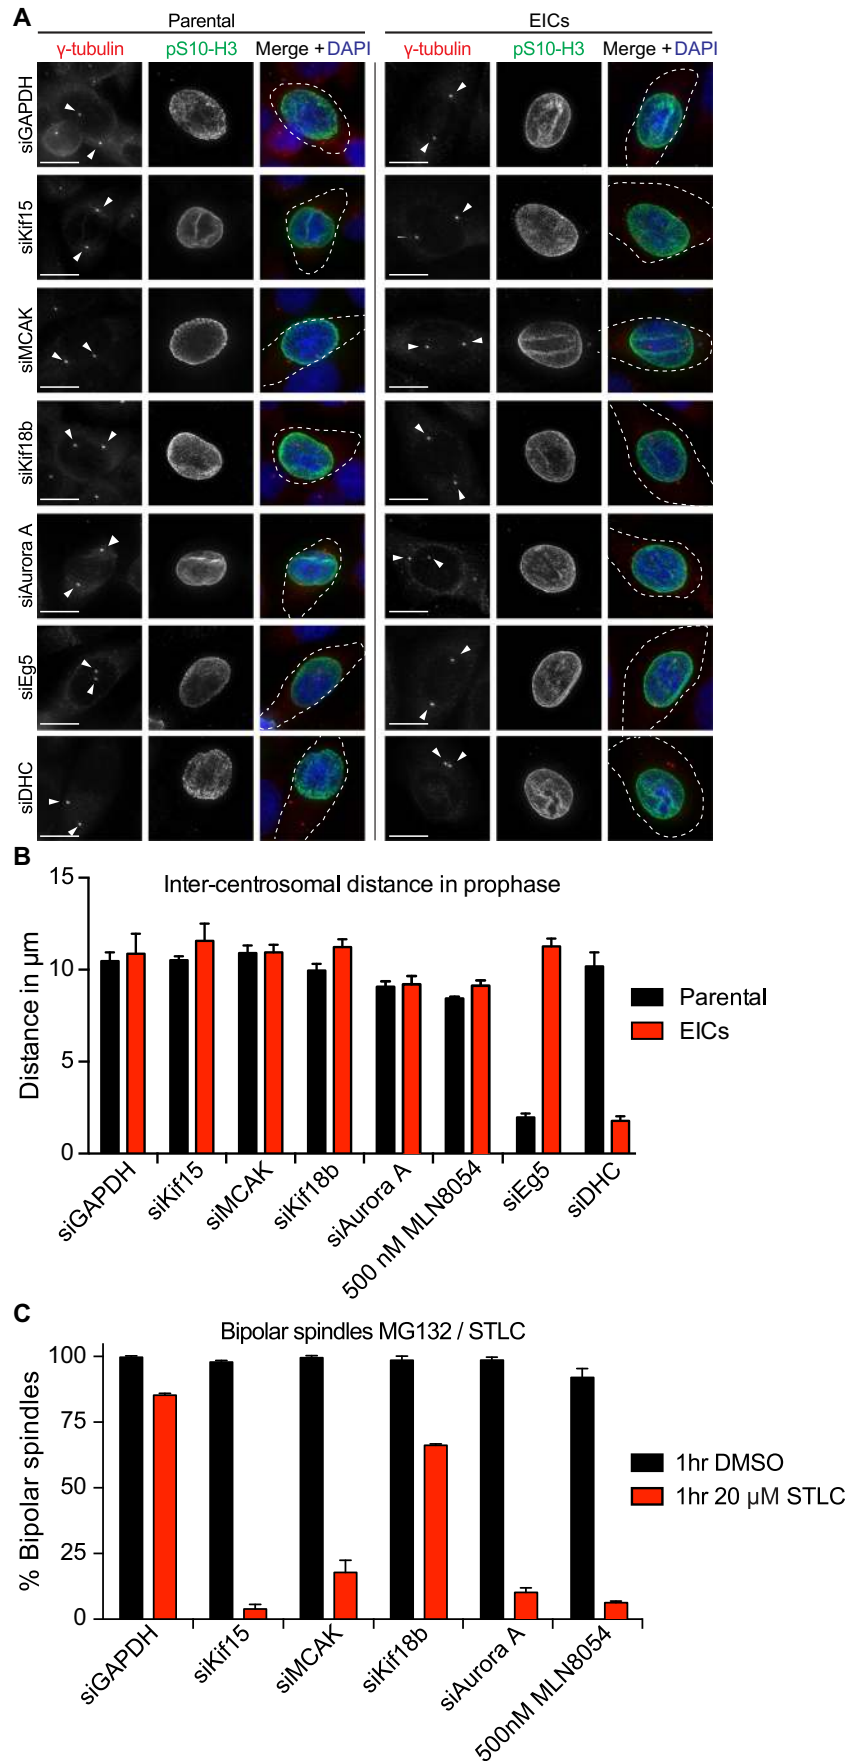 A
Parental
EICs
γ-tubulin pS10-H3 Merge + DAPI γ-tubulin pS10-H3 Merge + DAPI
siGAPDH
siKif15
siMCAK
siKif18b
siAurora A
siEg5
siDHC
B
Inter-centrosomal distance in prophase
Distance in µm
15
10
5
0
Parental
EICs
siGAPDH
siKif15
siMCAK
siKif18b
siAurora A
500 nM MLN8054
siEg5
siDHC
C
Bipolar spindles MG132 / STLC
% Bipolar spindles
100
75
50
25
0
1hr DMSO
1hr 20 µM STLC
siGAPDH
siKif15
siMCAK
siKif18b
siAurora A
500nM MLN8054